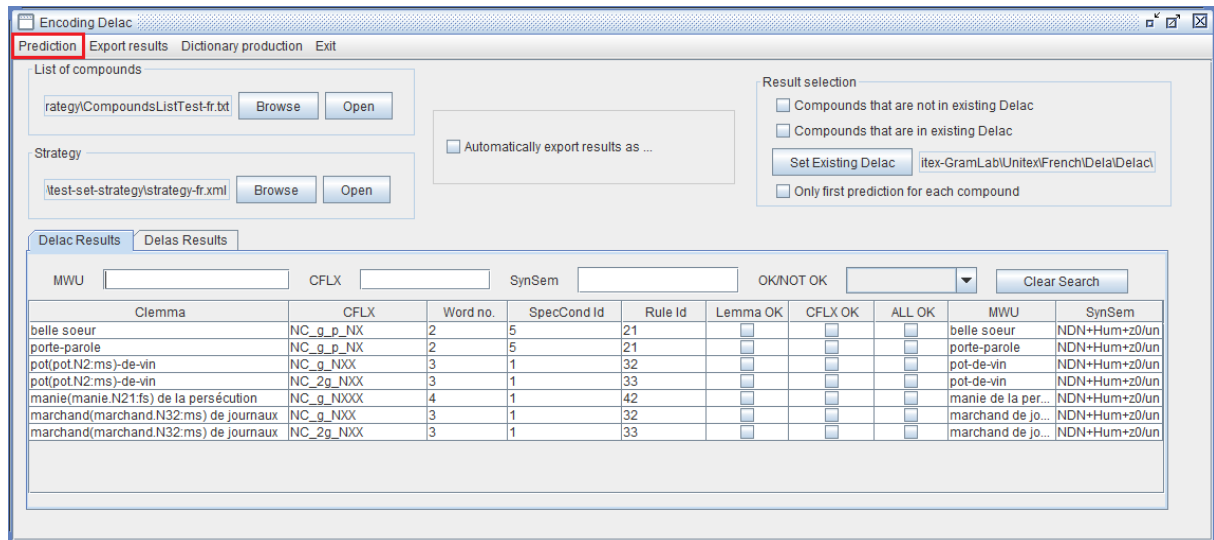 Encoding Delac
Prediction Export results Dictionary production Exit
List of compounds
rategy\CompoundsListTest-fr.txt Browse Open
Strategy
\test-set-strategy\strategy-fr.xml Browse Open
Automatically export results as ...
Result selection
Compounds that are not in existing Delac
Compounds that are in existing Delac
Set Existing Delac itex-GramLab\Unitex\French\Dela\Delac\
Only first prediction for each compound
Delac Results Delas Results
MWU CFLX SynSem OK/NOT OK Clear Search
Clemma CFLX Word no. SpecCond Id Rule Id Lemma OK CFLX OK ALL OK MWU SynSem
belle soeur NC_g_p_NX 2 5 21 belle soeur NDN+Hum+z0/un
porte-parole NC_g_p_NX 2 5 21 porte-parole NDN+Hum+z0/un
pot(pot.N2:ms)-de-vin NC_g_NXX 3 1 32 pot-de-vin NDN+Hum+z0/un
pot(pot.N2:ms)-de-vin NC_2g_NXX 3 1 33 pot-de-vin NDN+Hum+z0/un
manie(manie.N21:fs) de la persécution NC_g_NXXX 4 1 42 manie de la per... NDN+Hum+z0/un
marchand(marchand.N32:ms) de journaux NC_g_NXX 3 1 32 marchand de jo... NDN+Hum+z0/un
marchand(marchand.N32:ms) de journaux NC_2g_NXX 3 1 33 marchand de jo... NDN+Hum+z0/un